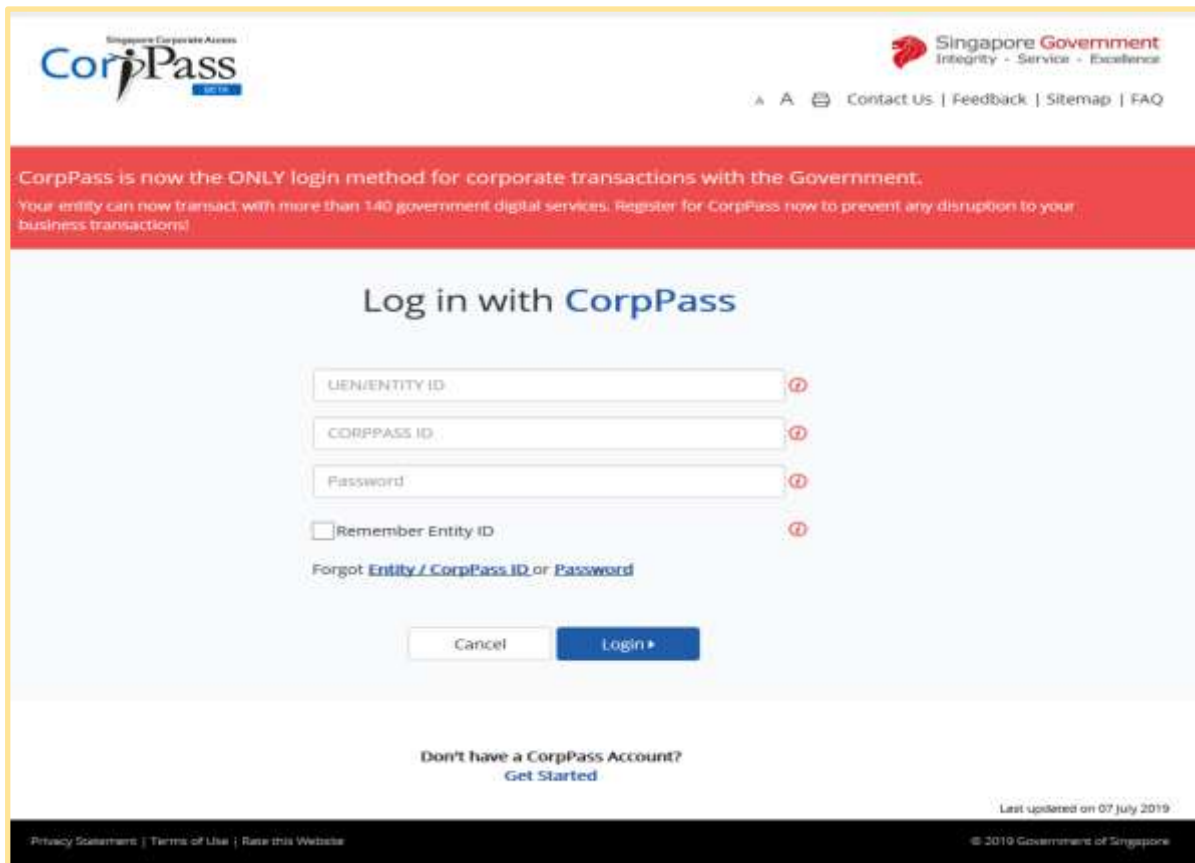 Singapore Corporate Access
CorpPass
BETA
Singapore Government
Integrity - Service - Excellence
A A Contact Us | Feedback | Sitemap | FAQ
CorpPass is now the ONLY login method for corporate transactions with the Government.
Your entity can now transact with more than 140 government digital services. Register for CorpPass now to prevent any disruption to your
business transactions!
Log in with CorpPass
UEN/ENTITY ID
CORPPASS ID
Password
Remember Entity ID
Forgot Entity / CorpPass ID or Password
Cancel
Login
Don't have a CorpPass Account?
Get Started
Last updated on 07 July 2019
Privacy Statement | Terms of Use | Rate this Website
© 2019 Government of Singapore